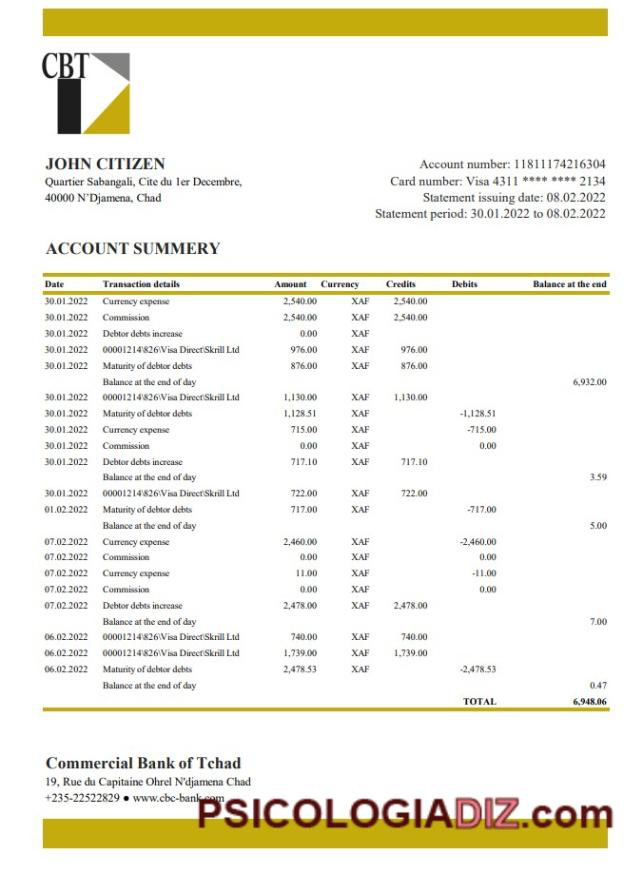 CBT
JOHN CITIZEN
Quartier Sabangali, Cite du 1er Decembre,
40000 N'Djamena, Chad
Account number: 11811174216304
Card number: Visa 4311 **** **** 2134
Statement issuing date: 08.02.2022
Statement period: 30.01.2022 to 08.02.2022
ACCOUNT SUMMERY
Date Transaction details Amount Currency Credits Debits Balance at the end
30.01.2022 Currency expense 2,540.00 XAF 2,540.00
30.01.2022 Commission 2,540.00 XAF 2,540.00
30.01.2022 Debtor debts increase 0.00 XAF
30.01.2022 00001214\826\Visa Direct\Skrill Ltd 976.00 XAF 976.00
30.01.2022 Maturity of debtor debts 876.00 XAF 876.00
Balance at the end of day 6,932.00
30.01.2022 00001214\826\Visa Direct\Skrill Ltd 1,130.00 XAF 1,130.00
30.01.2022 Maturity of debtor debts 1,128.51 XAF -1,128.51
30.01.2022 Currency expense 715.00 XAF -715.00
30.01.2022 Commission 0.00 XAF 0.00
30.01.2022 Debtor debts increase 717.10 XAF 717.10
Balance at the end of day 3.59
30.01.2022 00001214\826\Visa Direct\Skrill Ltd 722.00 XAF 722.00
01.02.2022 Maturity of debtor debts 717.00 XAF -717.00
Balance at the end of day 5.00
07.02.2022 Currency expense 2,460.00 XAF -2,460.00
07.02.2022 Commission 0.00 XAF 0.00
07.02.2022 Currency expense 11.00 XAF -11.00
07.02.2022 Commission 0.00 XAF 0.00
07.02.2022 Debtor debts increase 2,478.00 XAF 2,478.00
Balance at the end of day 7.00
06.02.2022 00001214\826\Visa Direct\Skrill Ltd 740.00 XAF 740.00
06.02.2022 00001214\826\Visa Direct\Skrill Ltd 1,739.00 XAF 1,739.00
06.02.2022 Maturity of debtor debts 2,478.53 XAF -2,478.53
Balance at the end of day 0.47
TOTAL 6,948.06
Commercial Bank of Tchad
19, Rue du Capitaine Ohrel N'djamena Chad
+235-22522829 ● www.cbc-bank.com
PSICOLOGIADIZ.com